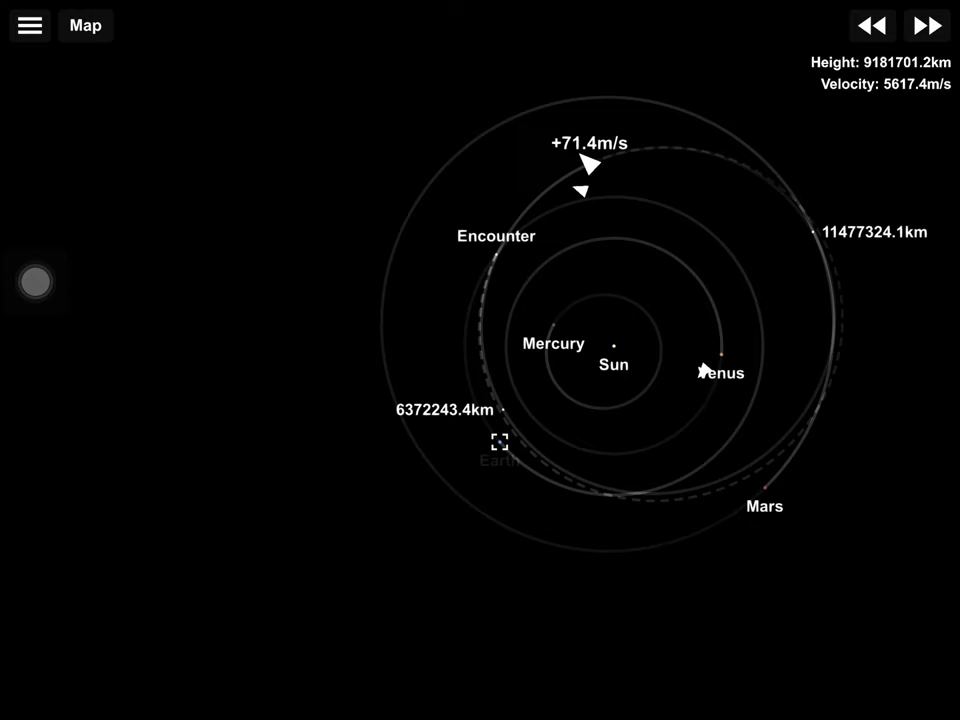 Map
Height: 9181701.2km
Velocity: 5617.4m/s
+71.4m/s
Encounter
11477324.1km
Mercury
Sun
Venus
6372243.4km
Earth
Mars